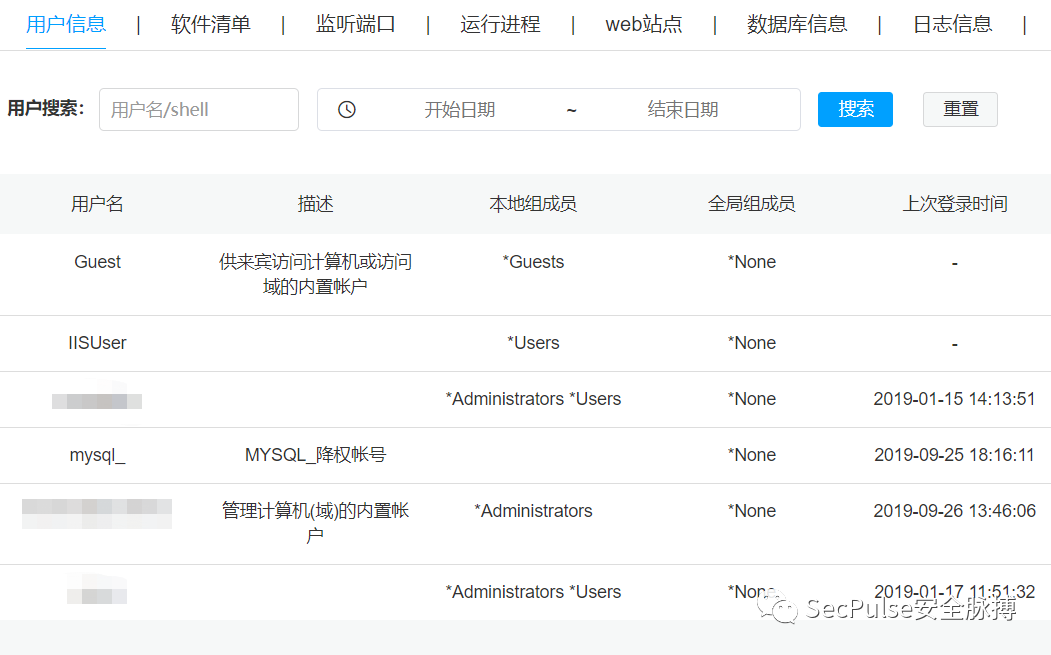 用户信息 | 软件清单 | 监听端口 | 运行进程 | web站点 | 数据库信息 | 日志信息 |
用户搜索: 用户名/shell 开始日期 ~ 结束日期 搜索 重置
用户名 描述 本地组成员 全局组成员 上次登录时间
Guest 供来宾访问计算机或访问 *Guests *None -
域的内置帐户
IISUser *Users *None -
*Administrators *Users *None 2019-01-15 14:13:51
mysql_ MYSQL_降权帐号 *None 2019-09-25 18:16:11
管理计算机(域)的内置帐 *Administrators *None 2019-09-26 13:46:06
户
*Administrators *Users *None 2019-01-17 11:51:32
SecPulse安全脉搏